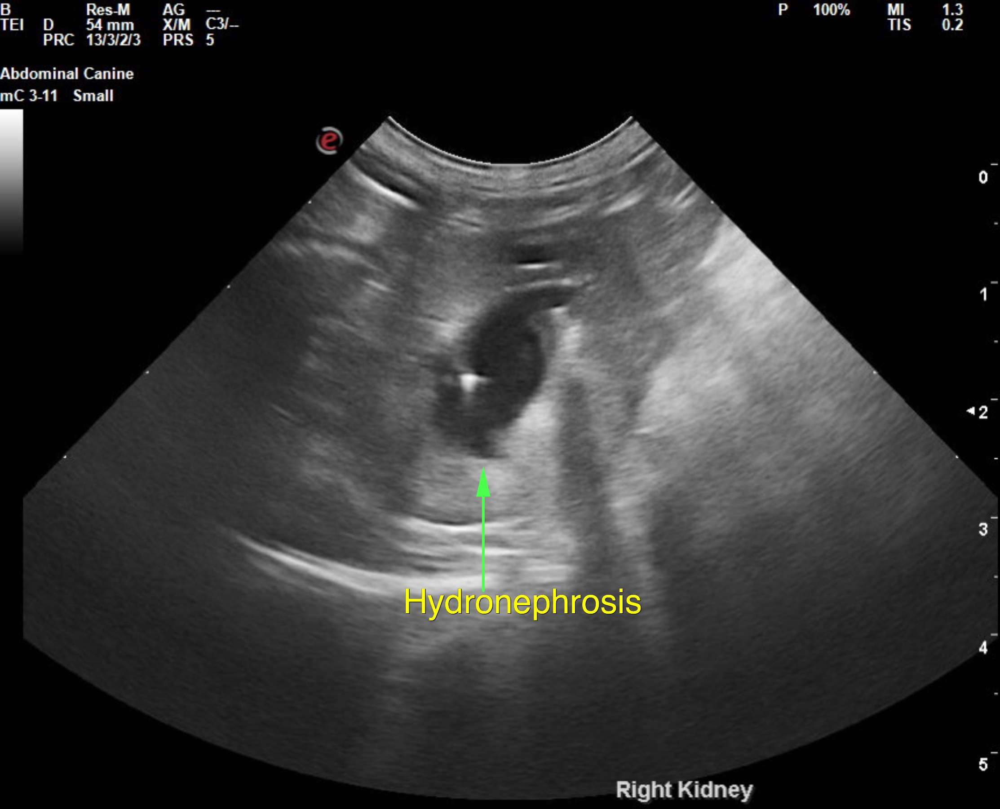 B Res-M AG --- P 100% MI 1.3
TEI D 54 mm X/M C3/-- TIS 0.2
PRC 13/3/2/3 PRS 5
Abdominal Canine
mC 3-11 Small
e
0
1
2
3
Hydronephrosis
4
5
Right Kidney